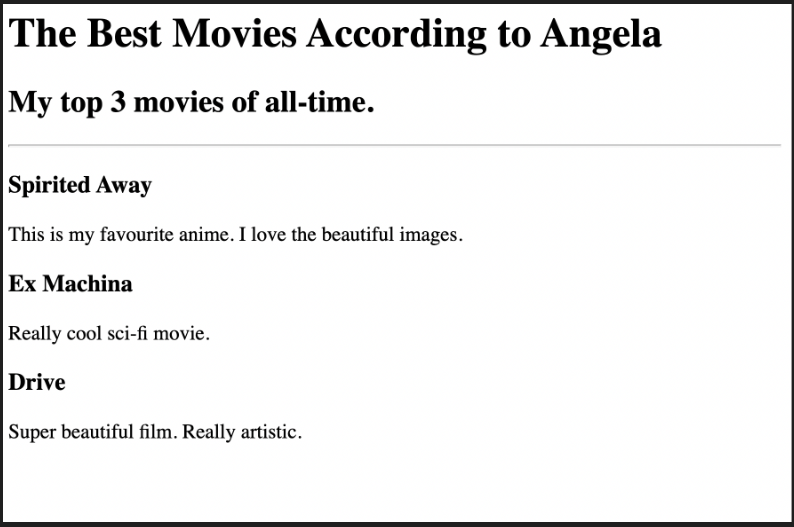 The Best Movies According to Angela
My top 3 movies of all-time.
Spirited Away
This is my favourite anime. I love the beautiful images.
Ex Machina
Really cool sci-fi movie.
Drive
Super beautiful film. Really artistic.